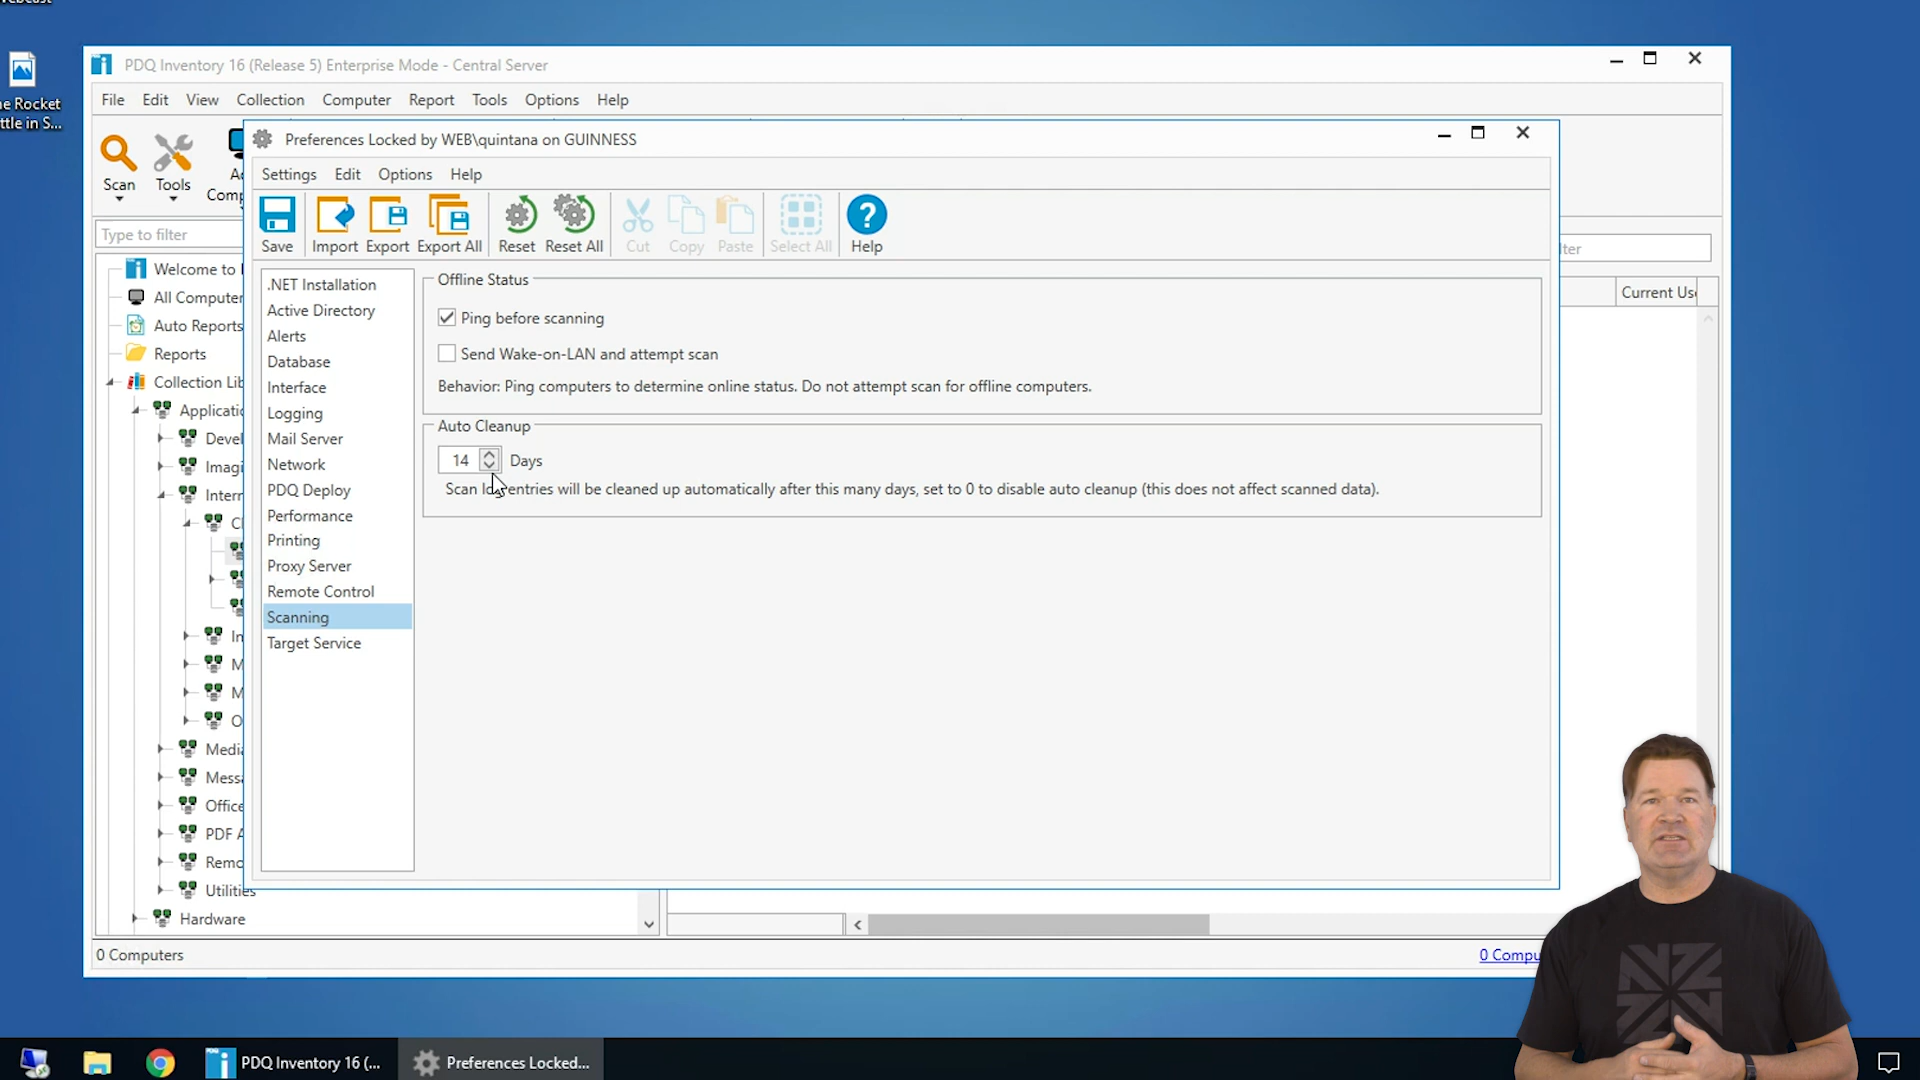 ebcast
e Rocket
ttle in S...
PDQ Inventory 16 (Release 5) Enterprise Mode - Central Server
File Edit View Collection Computer Report Tools Options Help
Scan
Tools
Comp
Type to filter
Welcome to
All Computer
Auto Reports
Reports
Collection Lib
Applicatic
Devel
Imagi
Intern
Media
Mess
Office
PDF A
Remo
Utilities
Hardware
0 Computers
Preferences Locked by WEB\quintana on GUINNESS
Settings Edit Options Help
Save Import Export Export All Reset Reset All Cut Copy Paste Select All Help
.NET Installation
Active Directory
Alerts
Database
Interface
Logging
Mail Server
Network
PDQ Deploy
Performance
Printing
Proxy Server
Remote Control
Scanning
Target Service
Offline Status
Ping before scanning
Send Wake-on-LAN and attempt scan
Behavior: Ping computers to determine online status. Do not attempt scan for offline computers.
Auto Cleanup
14 Days
Scan entries will be cleaned up automatically after this many days, set to 0 to disable auto cleanup (this does not affect scanned data).
lter
Current Us
0 Compu
PDQ Inventory 16 (...
Preferences Locked...